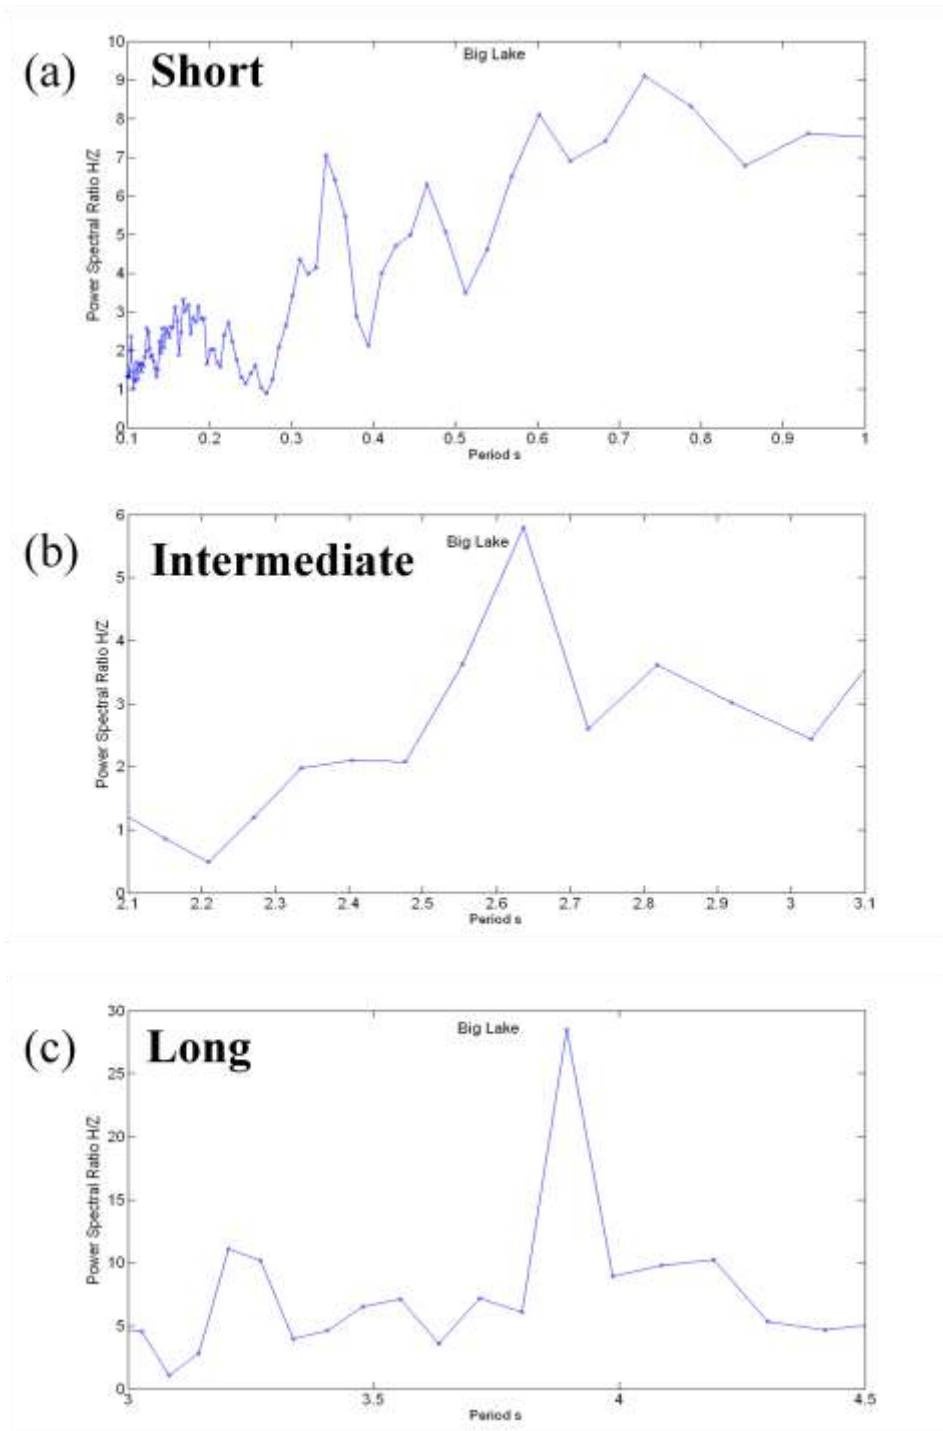 (a) Short
Big Lake
Power Spectral Ratio H/Z
10
9
8
7
6
5
4
3
2
1
0
0.1 0.2 0.3 0.4 0.5 0.6 0.7 0.8 0.9 1
Period s
(b) Intermediate
Big Lake
Power Spectral Ratio H/Z
6
5
4
3
2
1
0
2.1 2.2 2.3 2.4 2.5 2.6 2.7 2.8 2.9 3 3.1
Period s
(c) Long
Big Lake
Power Spectral Ratio H/Z
30
25
20
15
10
5
0
3 3.5 4 4.5
Period s